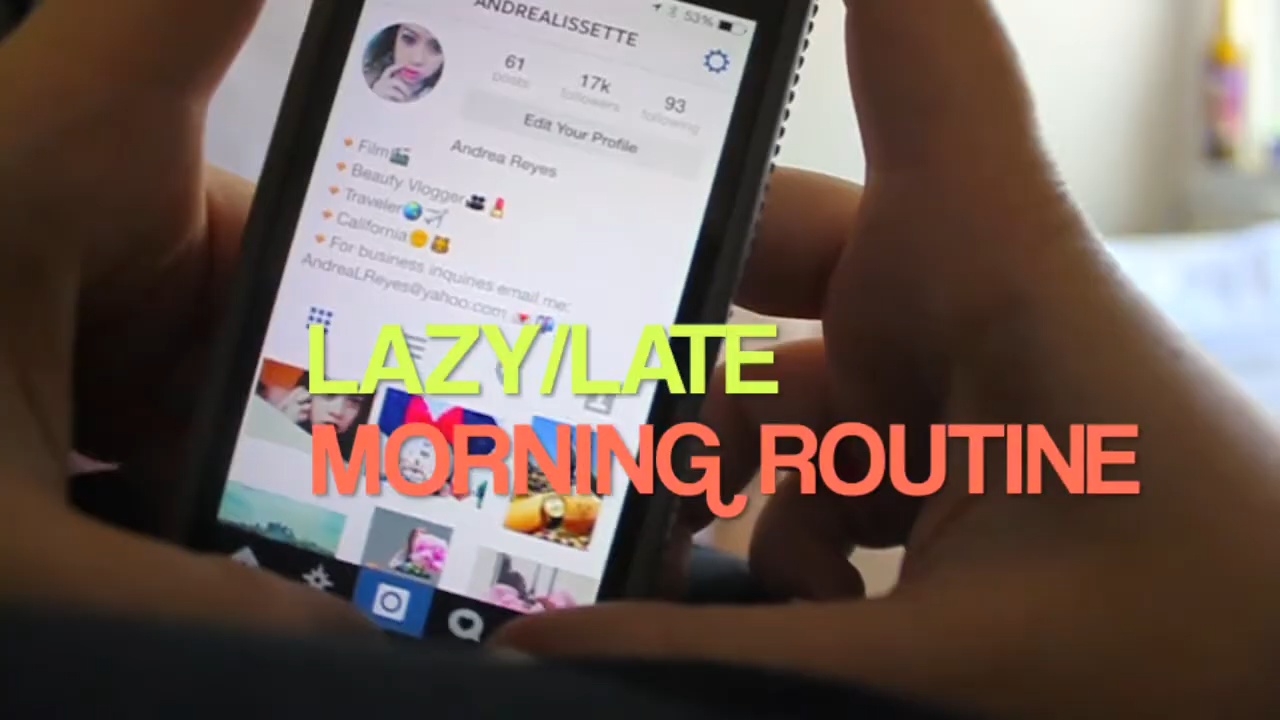 ANDREALISSETTE
53%
61 17k 93
posts followers following
Edit Your Profile
Andrea Reyes
Film
Beauty Vlogger
Traveler
California
For business inquines email me:
AndreaLReyes@yahoo.com
LAZY/LATE
MORNING ROUTINE